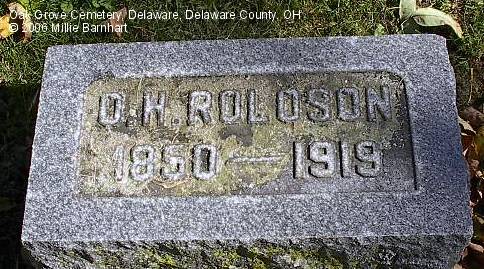 Oak Grove Cemetery, Delaware, Delaware County, OH
© 2006 Millie Barnhart
O. H. ROLOSON
1850 — 1919